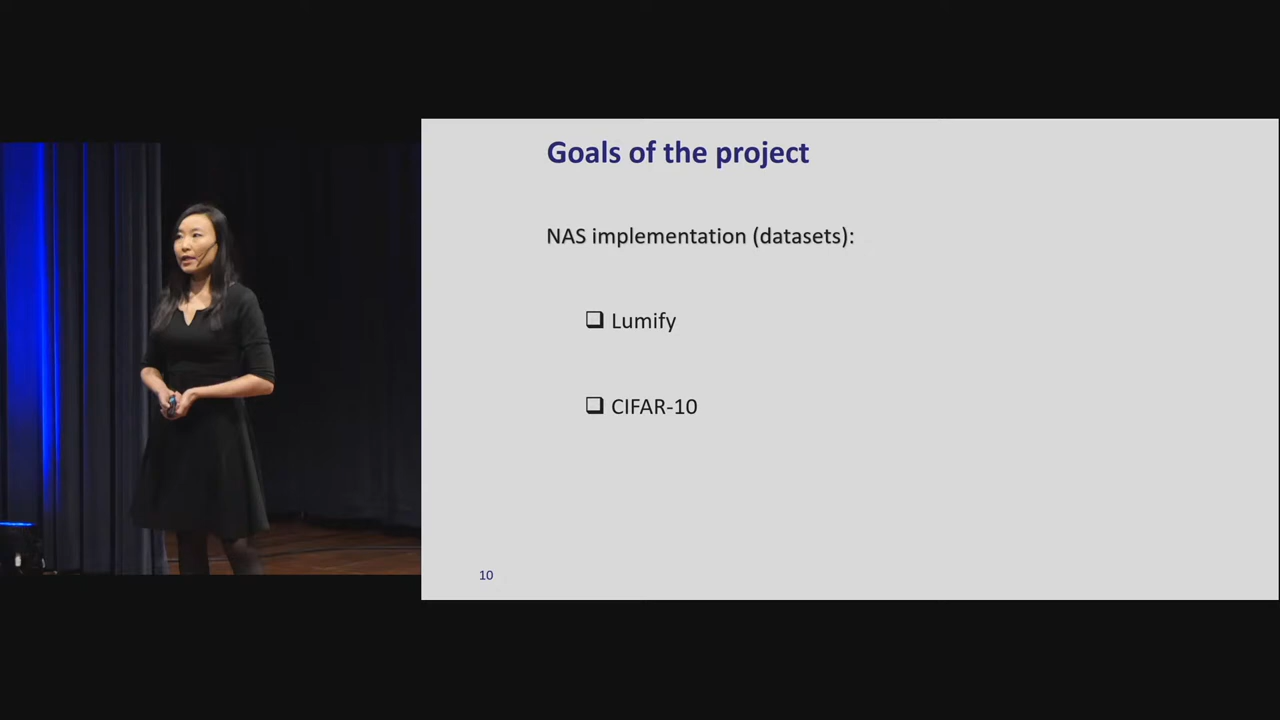 Goals of the project
NAS implementation (datasets):
❑ Lumify
❑ CIFAR-10
10